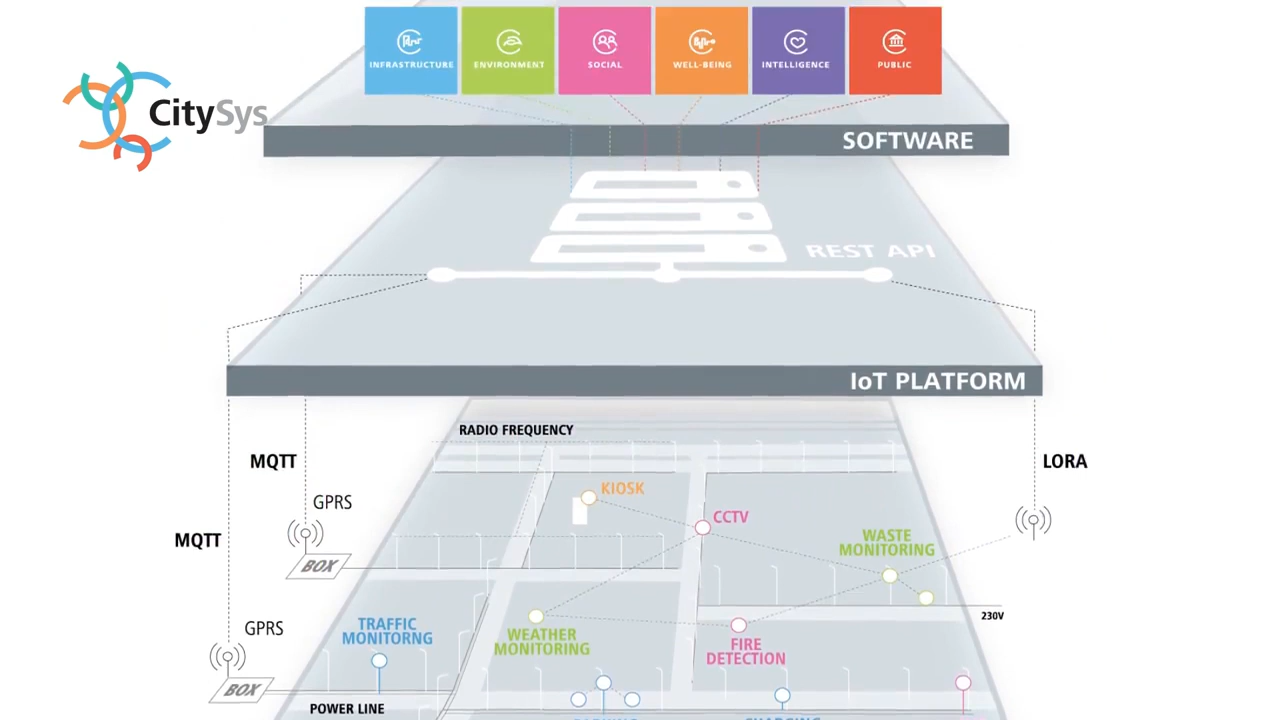 INFRASTRUCTURE
ENVIRONMENT
SOCIAL
WELL-BEING
INTELLIGENCE
PUBLIC
CitySys
SOFTWARE
REST API
IoT PLATFORM
RADIO FREQUENCY
MQTT
LORA
KIOSK
GPRS
CCTV
WASTE
MONITORING
MQTT
BOX
230V
TRAFFIC
MONITORNG
GPRS
WEATHER
MONITORING
FIRE
DETECTION
BOX
POWER LINE